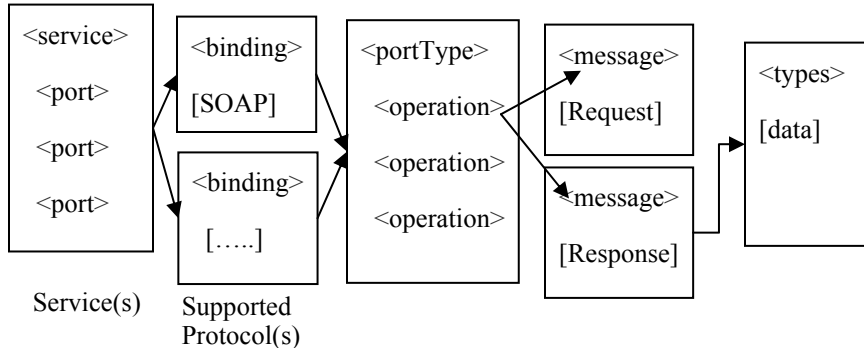 <service>
<port>
<port>
<port>
<binding>
[SOAP]
<binding>
[…..]
<portType>
<operation>
<operation>
<operation>
<message>
[Request]
<message>
[Response]
<types>
[data]
Service(s)
Supported
Protocol(s)